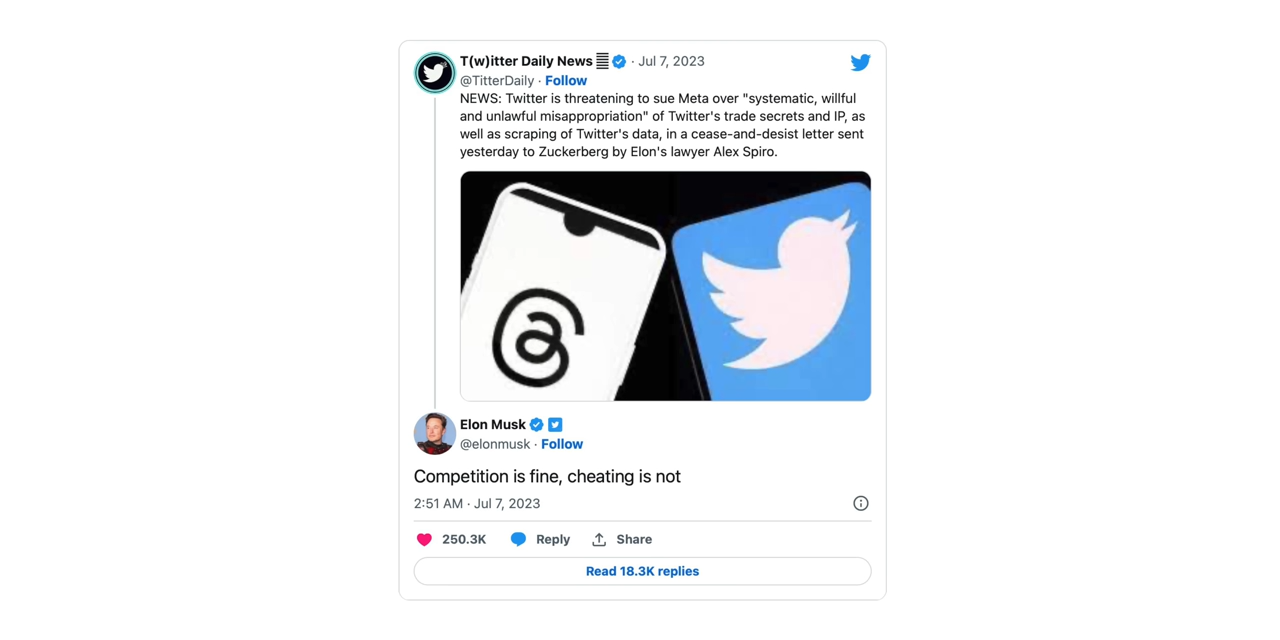 T(w)itter Daily News · Jul 7, 2023
@TitterDaily · Follow
NEWS: Twitter is threatening to sue Meta over "systematic, willful
and unlawful misappropriation" of Twitter's trade secrets and IP, as
well as scraping of Twitter's data, in a cease-and-desist letter sent
yesterday to Zuckerberg by Elon's lawyer Alex Spiro.
Elon Musk
@elonmusk · Follow
Competition is fine, cheating is not
2:51 AM · Jul 7, 2023
250.3K Reply Share
Read 18.3K replies